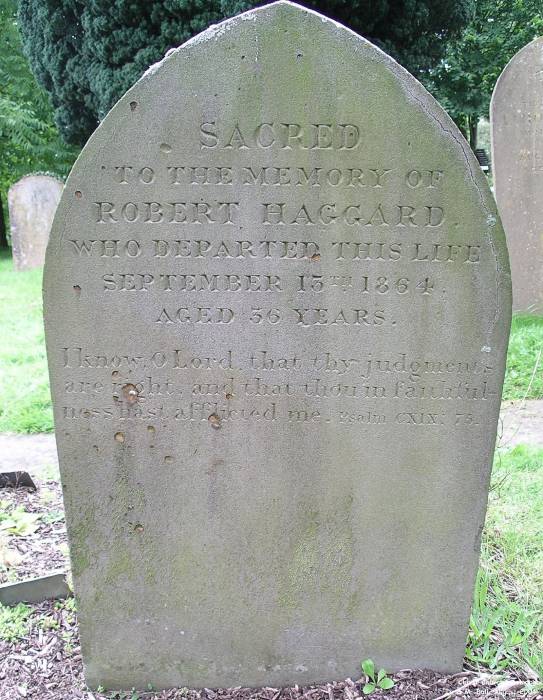 SACRED
TO THE MEMORY OF
ROBERT HAGGARD.
WHO DEPARTED THIS LIFE
SEPTEMBER 15TH 1864.
AGED 56 YEARS.
I know, O Lord, that thy judgments
are right, and that thou in faithful-
ness hast afflicted me. Psalm CXIX. 75.